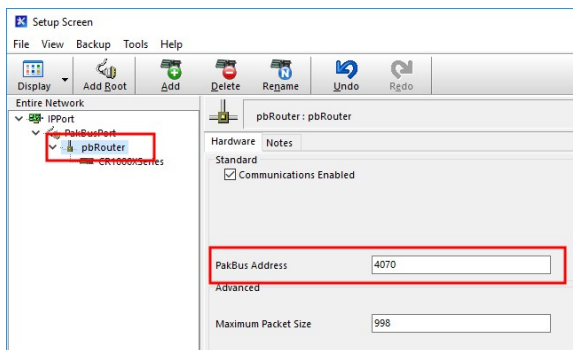 Setup Screen
File View Backup Tools Help
Display Add Root Add Delete Rename Undo Redo
Entire Network
IPPort
PakBusPort
pbRouter
CR1000XSeries
pbRouter : pbRouter
Hardware Notes
Standard
Communications Enabled
PakBus Address 4070
Advanced
Maximum Packet Size 998